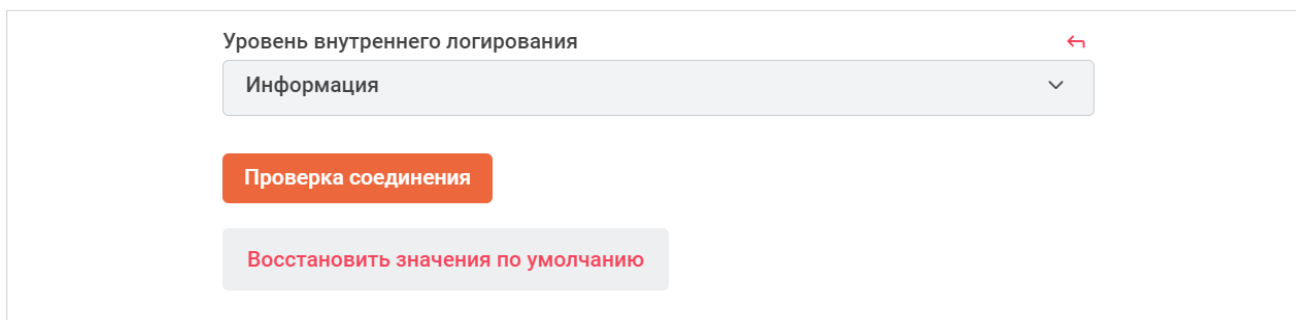 Уровень внутреннего логирования
Информация
Проверка соединения
Восстановить значения по умолчанию